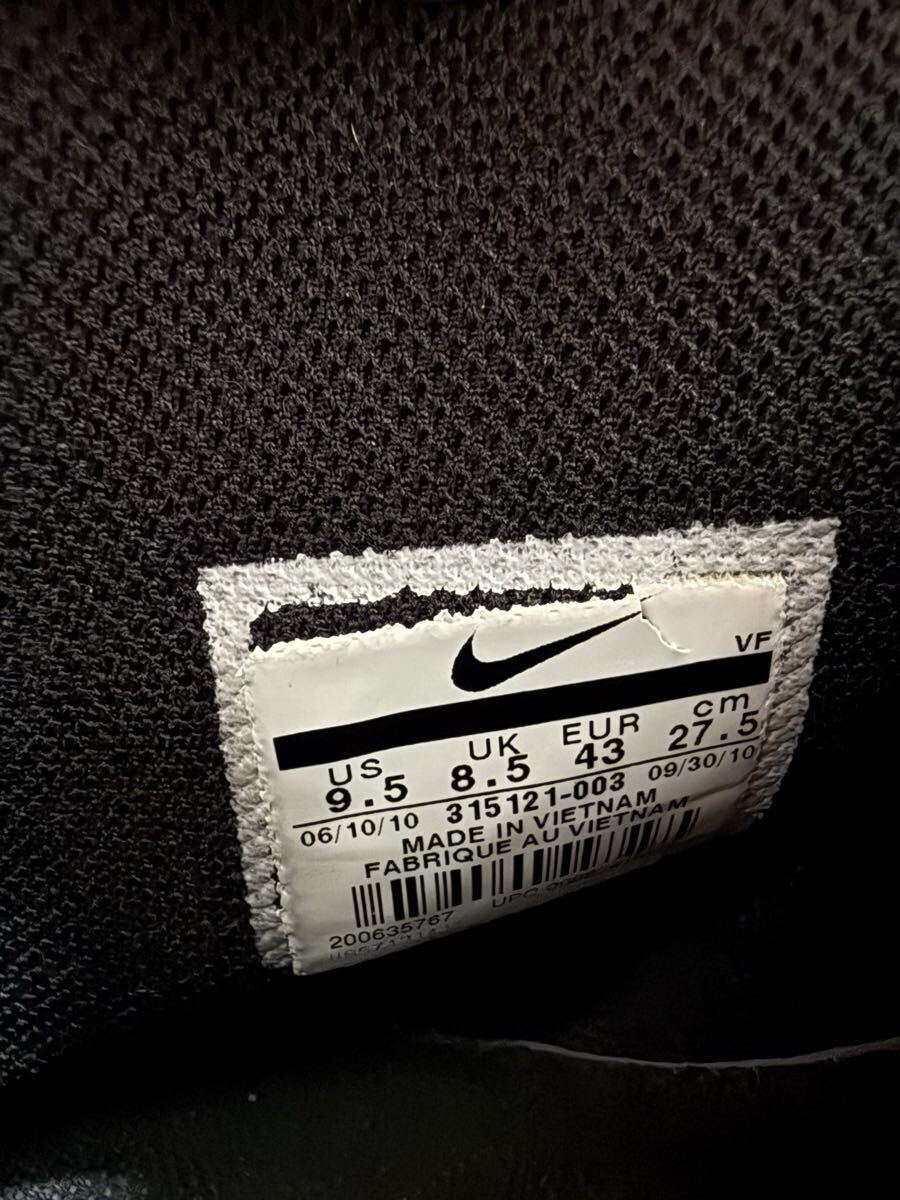 VF
US UK EUR cm
9.5 8.5 43 27.5
06/10/10 315121-003 09/30/10
MADE IN VIETNAM
FABRIQUE AU VIETNAM
200635767 UPC